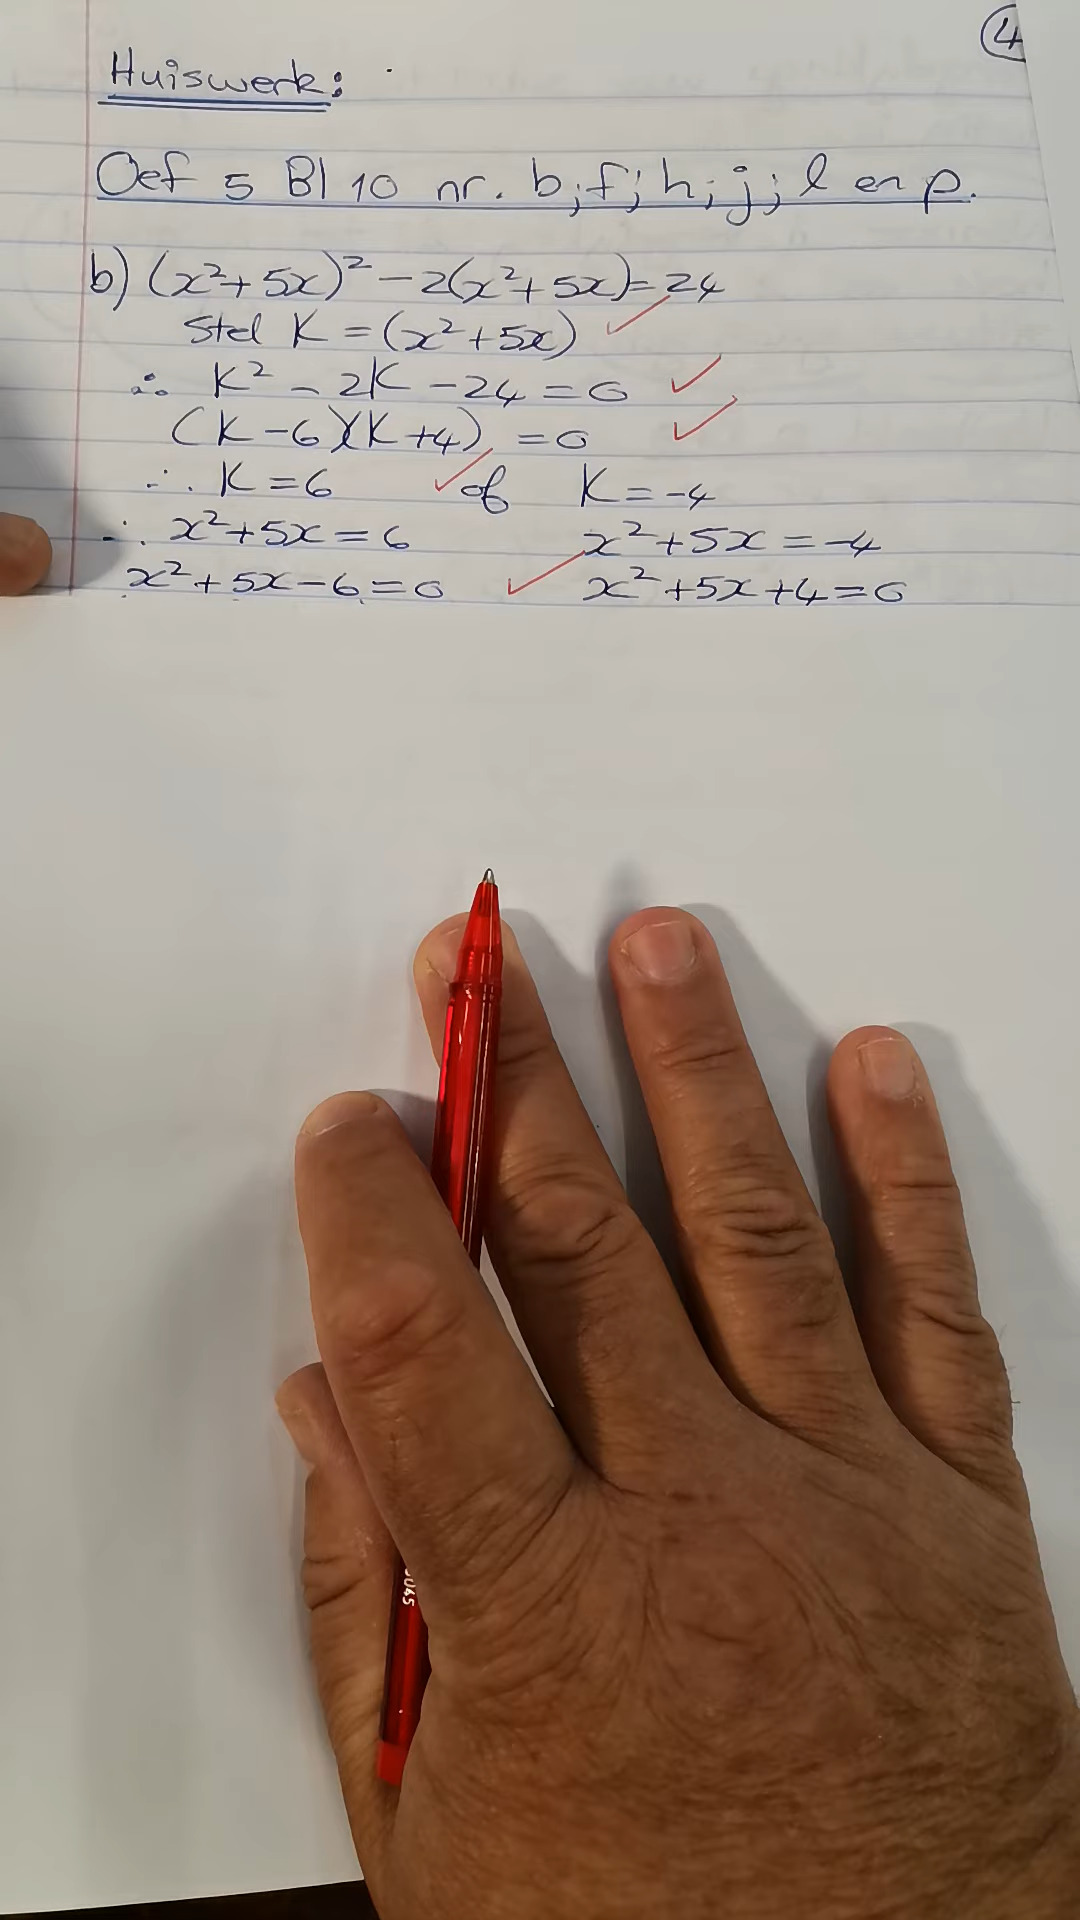 4
Huiswerk:
Oef 5 Bl 10 nr. b; f; h; j; l en p.
b) (x²+5x)² - 2(x²+5x) = 24
Stel K = (x²+5x)
∴ K² - 2K - 24 = 0
(K-6)(K+4) = 0
∴ K = 6 of K = -4
∴ x²+5x = 6 x²+5x = -4
x²+5x-6 = 0 x²+5x+4 = 0